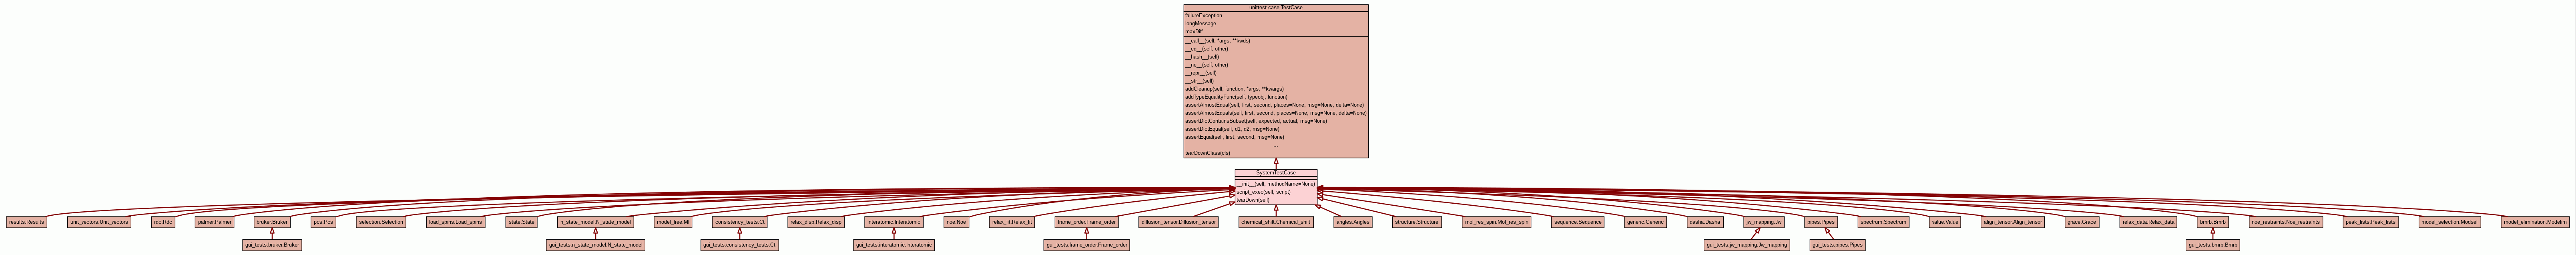 unittest.case.TestCase
failureException
longMessage
maxDiff
__call__(self, *args, **kwds)
__eq__(self, other)
__hash__(self)
__ne__(self, other)
__repr__(self)
__str__(self)
addCleanup(self, function, *args, **kwargs)
addTypeEqualityFunc(self, typeobj, function)
assertAlmostEqual(self, first, second, places=None, msg=None, delta=None)
assertAlmostEquals(self, first, second, places=None, msg=None, delta=None)
assertDictContainsSubset(self, expected, actual, msg=None)
assertDictEqual(self, d1, d2, msg=None)
assertEqual(self, first, second, msg=None)
...
tearDownClass(cls)
SystemTestCase
__init__(self, methodName=None)
script_exec(self, script)
tearDown(self)
results.Results
unit_vectors.Unit_vectors
rdc.Rdc
palmer.Palmer
bruker.Bruker
pcs.Pcs
selection.Selection
load_spins.Load_spins
state.State
n_state_model.N_state_model
model_free.Mf
consistency_tests.Ct
relax_disp.Relax_disp
interatomic.Interatomic
noe.Noe
relax_fit.Relax_fit
frame_order.Frame_order
diffusion_tensor.Diffusion_tensor
chemical_shift.Chemical_shift
angles.Angles
structure.Structure
mol_res_spin.Mol_res_spin
sequence.Sequence
generic.Generic
dasha.Dasha
jw_mapping.Jw
pipes.Pipes
spectrum.Spectrum
value.Value
align_tensor.Align_tensor
grace.Grace
relax_data.Relax_data
bmrb.Bmrb
noe_restraints.Noe_restraints
peak_lists.Peak_lists
model_selection.Modsel
model_elimination.Modelim
gui_tests.bruker.Bruker
gui_tests.n_state_model.N_state_model
gui_tests.consistency_tests.Ct
gui_tests.interatomic.Interatomic
gui_tests.frame_order.Frame_order
gui_tests.jw_mapping.Jw_mapping
gui_tests.pipes.Pipes
gui_tests.bmrb.Bmrb